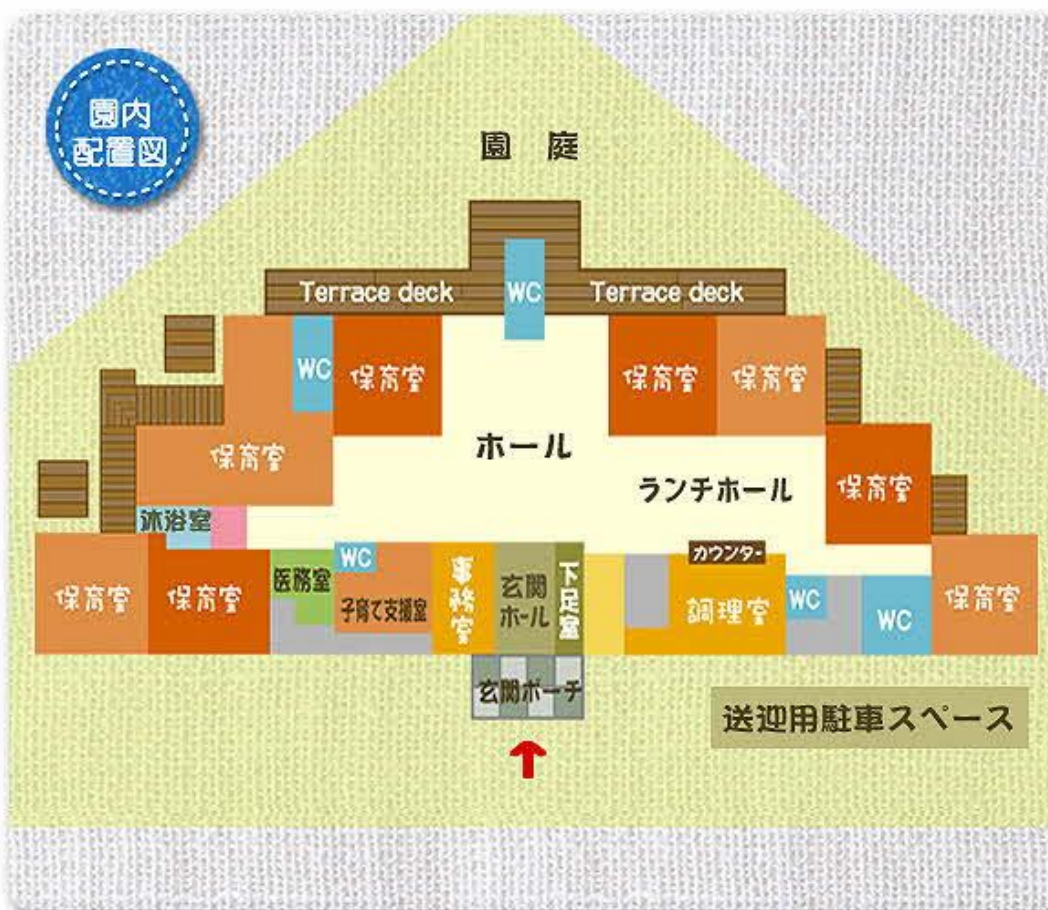 園内
配置図
園 庭
Terrace deck
WC
Terrace deck
WC
保育室
保育室
保育室
ホール
保育室
ランチホール
保育室
沐浴室
保育室
保育室
医務室
WC
子育て支援室
事務室
玄関
ホール
下足室
カウンター
調理室
WC
WC
保育室
玄関ポーチ
送迎用駐車スペース